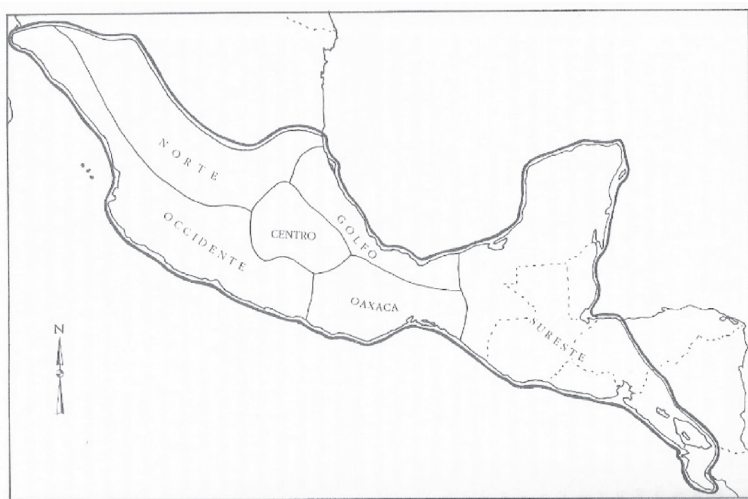 NORTE
OCCIDENTE
CENTRO
GOLFO
OAXACA
SURESTE
N